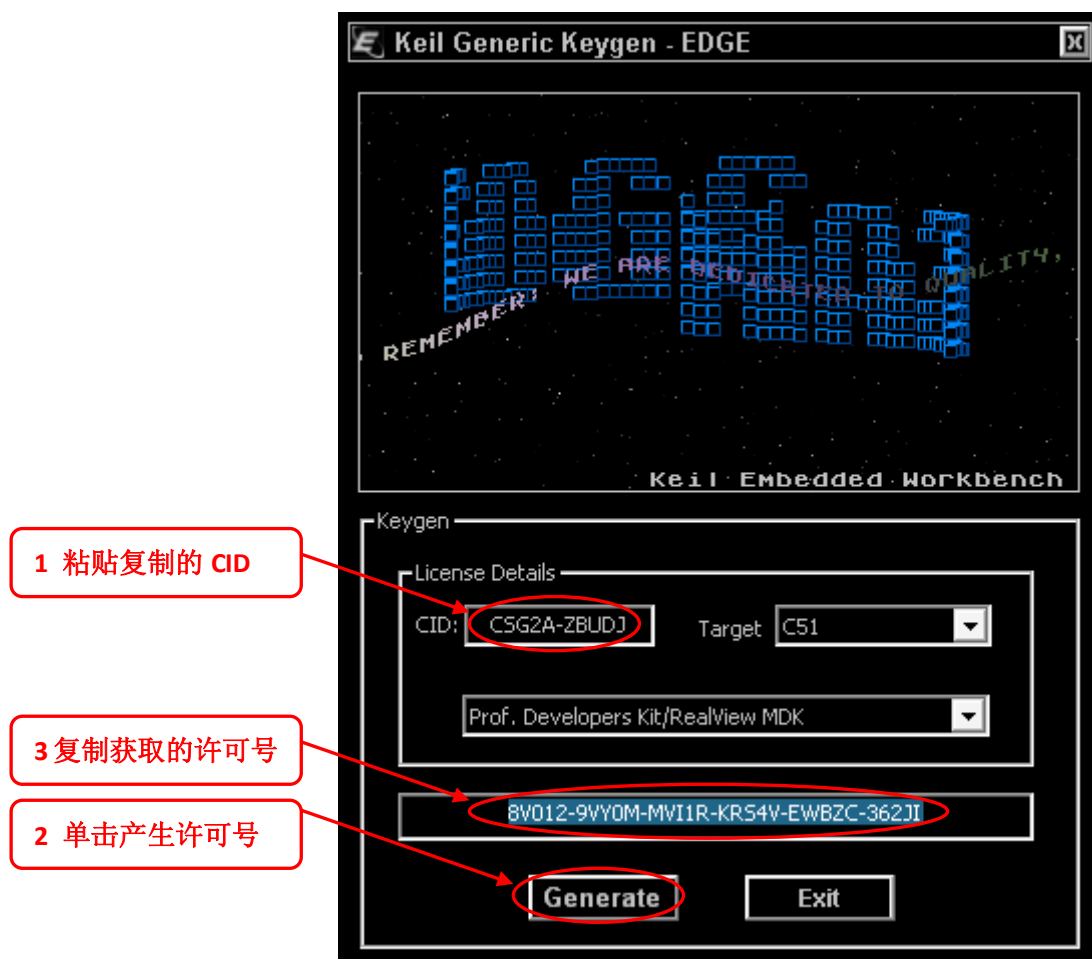 Keil Generic Keygen - EDGE
REMEMBER! WE ARE DEDICATED TO QUALITY,
Keil Embedded Workbench
Keygen
1 粘贴复制的 CID
License Details
CID: CSG2A-ZBUDJ Target C51
Prof. Developers Kit/RealView MDK
3 复制获取的许可号
8V012-9VY0M-MVI1R-KRS4V-EWBZC-362JI
2 单击产生许可号
Generate Exit